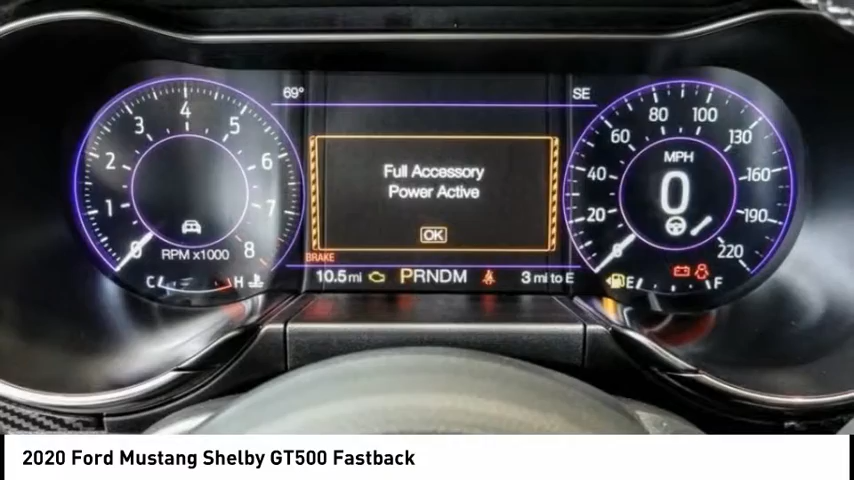 69° SE
0 1 2 3 4 5 6 7 8
RPM x1000
C H
Full Accessory
Power Active
OK
BRAKE
10.5 mi PRNDM 3 mi to E
0 20 40 60 80 100 130 160 190 220
MPH
0
E F
2020 Ford Mustang Shelby GT500 Fastback